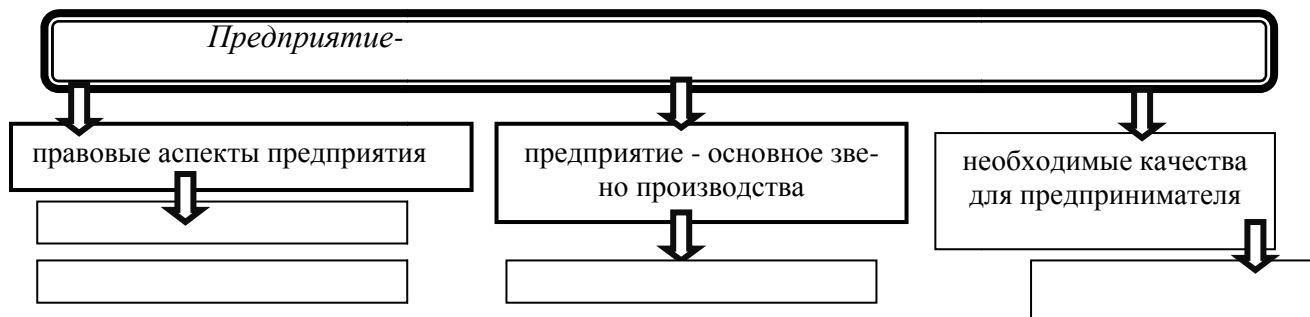 Предприятие-
правовые аспекты предприятия
предприятие - основное зве-
но производства
необходимые качества
для предпринимателя